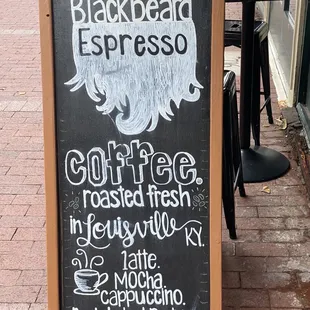 Blackbeard
Espresso
coffee.
roasted fresh
in Louisville
KY.
latte.
Mocha.
cappuccino.